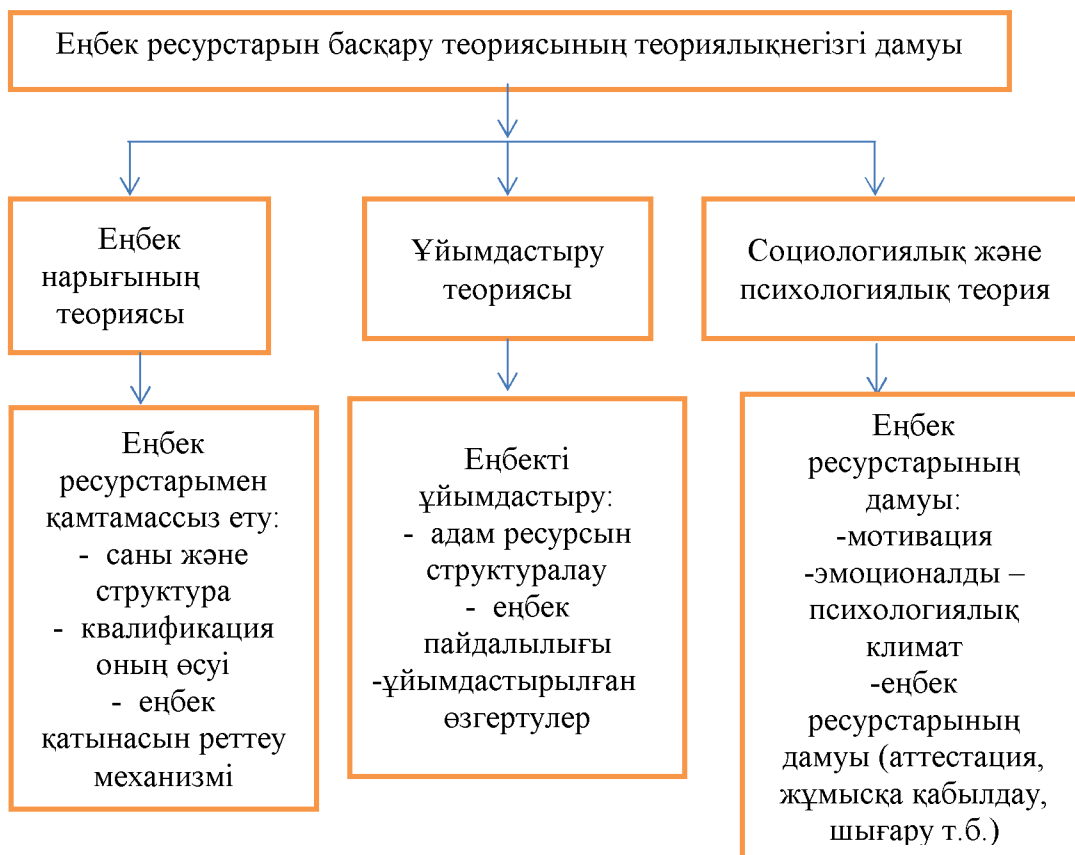 Еңбек ресурстарын басқару теориясының теориялықнегізгі дамуы
Еңбек
нарығының
теориясы
Ұйымдастыру
теориясы
Социологиялық және
психологиялық теория
Еңбек
ресурстарымен
қамтамассыз ету:
- саны және
структура
- квалификация
оның өсуі
- еңбек
қатынасын реттеу
механизмі
Еңбекті
ұйымдастыру:
- адам ресурсын
структуралау
- еңбек
пайдалылығы
-ұйымдастырылған
өзгертулер
Еңбек
ресурстарының
дамуы:
-мотивация
-эмоционалды –
психологиялық
климат
-еңбек
ресурстарының
дамуы (аттестация,
жұмысқа қабылдау,
шығару т.б.)